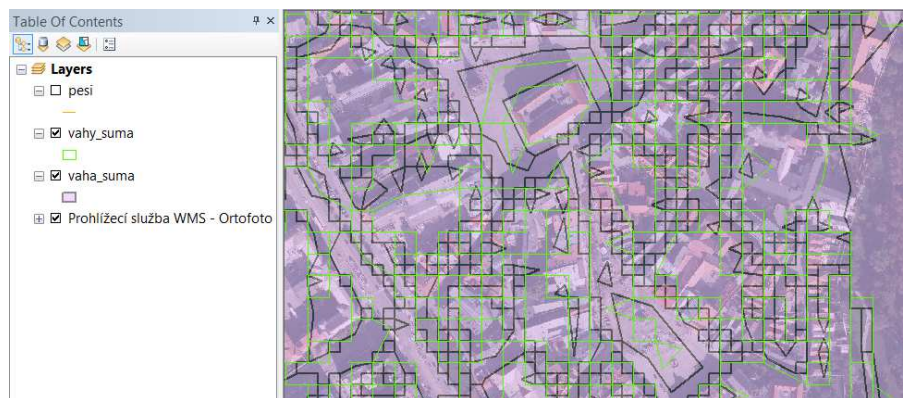 Table Of Contents
Layers
pesi
vahy_suma
vaha_suma
Prohlížecí služba WMS - Ortofoto